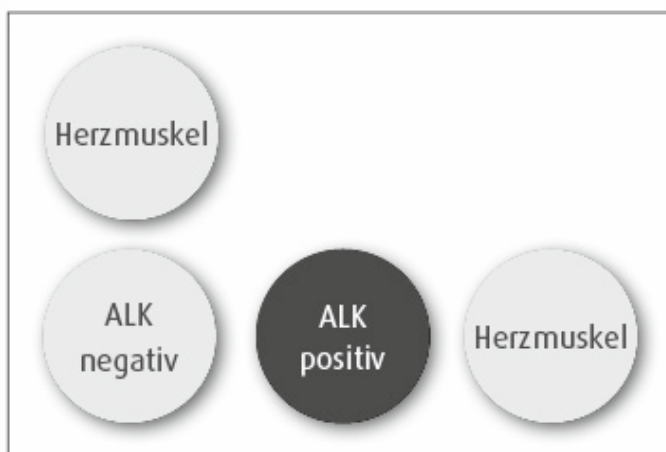 Herzmuskel
ALK
negativ
ALK
positiv
Herzmuskel